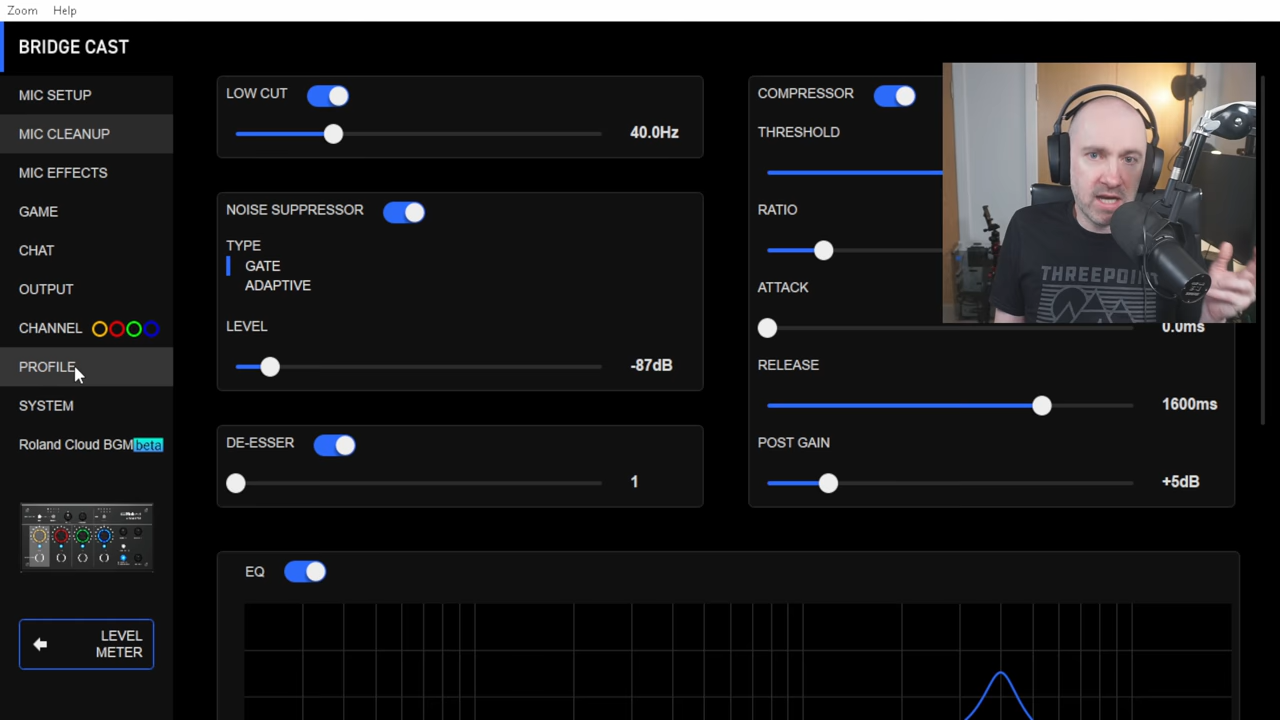 Zoom Help
BRIDGE CAST
MIC SETUP
MIC CLEANUP
MIC EFFECTS
GAME
CHAT
OUTPUT
CHANNEL
PROFILE
SYSTEM
Roland Cloud BGM beta
LEVEL
METER
LOW CUT
40.0Hz
NOISE SUPPRESSOR
TYPE
GATE
ADAPTIVE
LEVEL
-87dB
DE-ESSER
1
COMPRESSOR
THRESHOLD
RATIO
ATTACK
0.0ms
RELEASE
1600ms
POST GAIN
+5dB
EQ
THREEPOINT